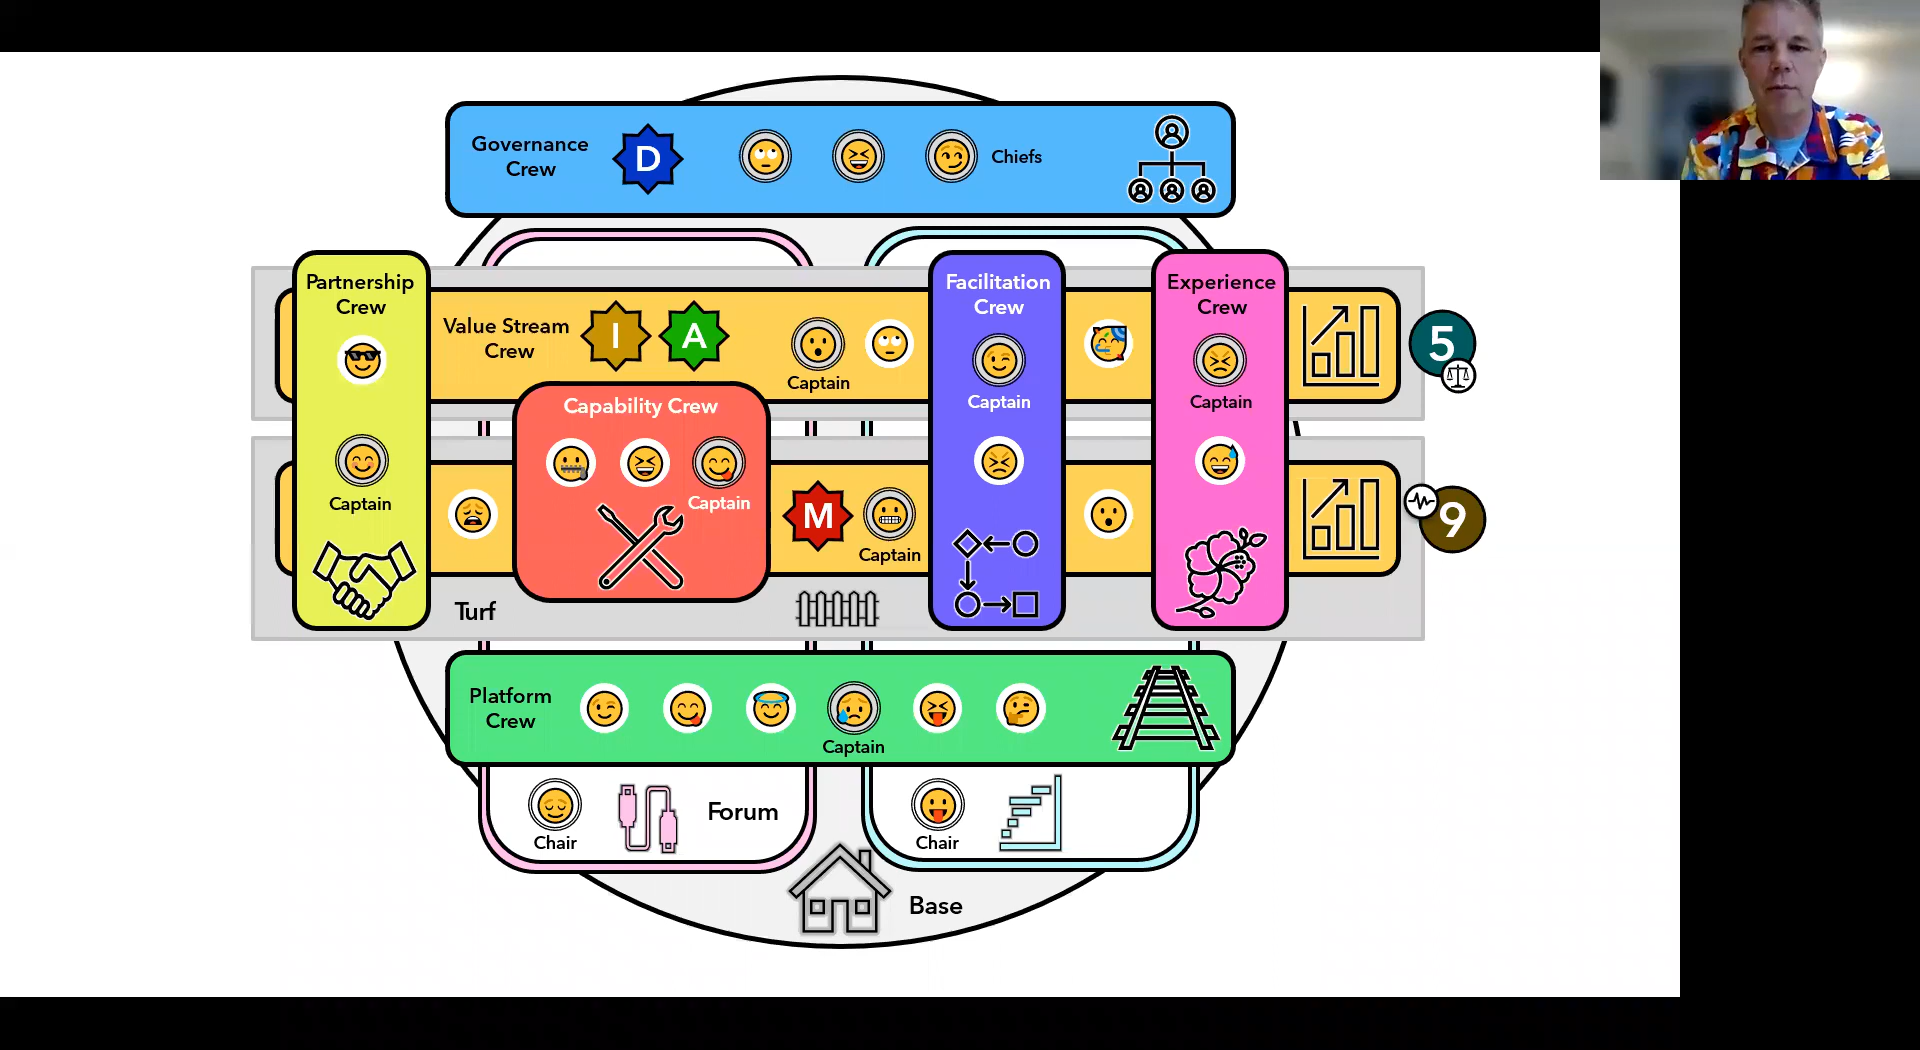 Governance
Crew
D
Chiefs
Partnership
Crew
Captain
Value Stream
Crew
I
A
Captain
Facilitation
Crew
Captain
Experience
Crew
Captain
5
Capability Crew
Captain
M
Captain
9
Turf
Platform
Crew
Captain
Chair
Forum
Chair
Base